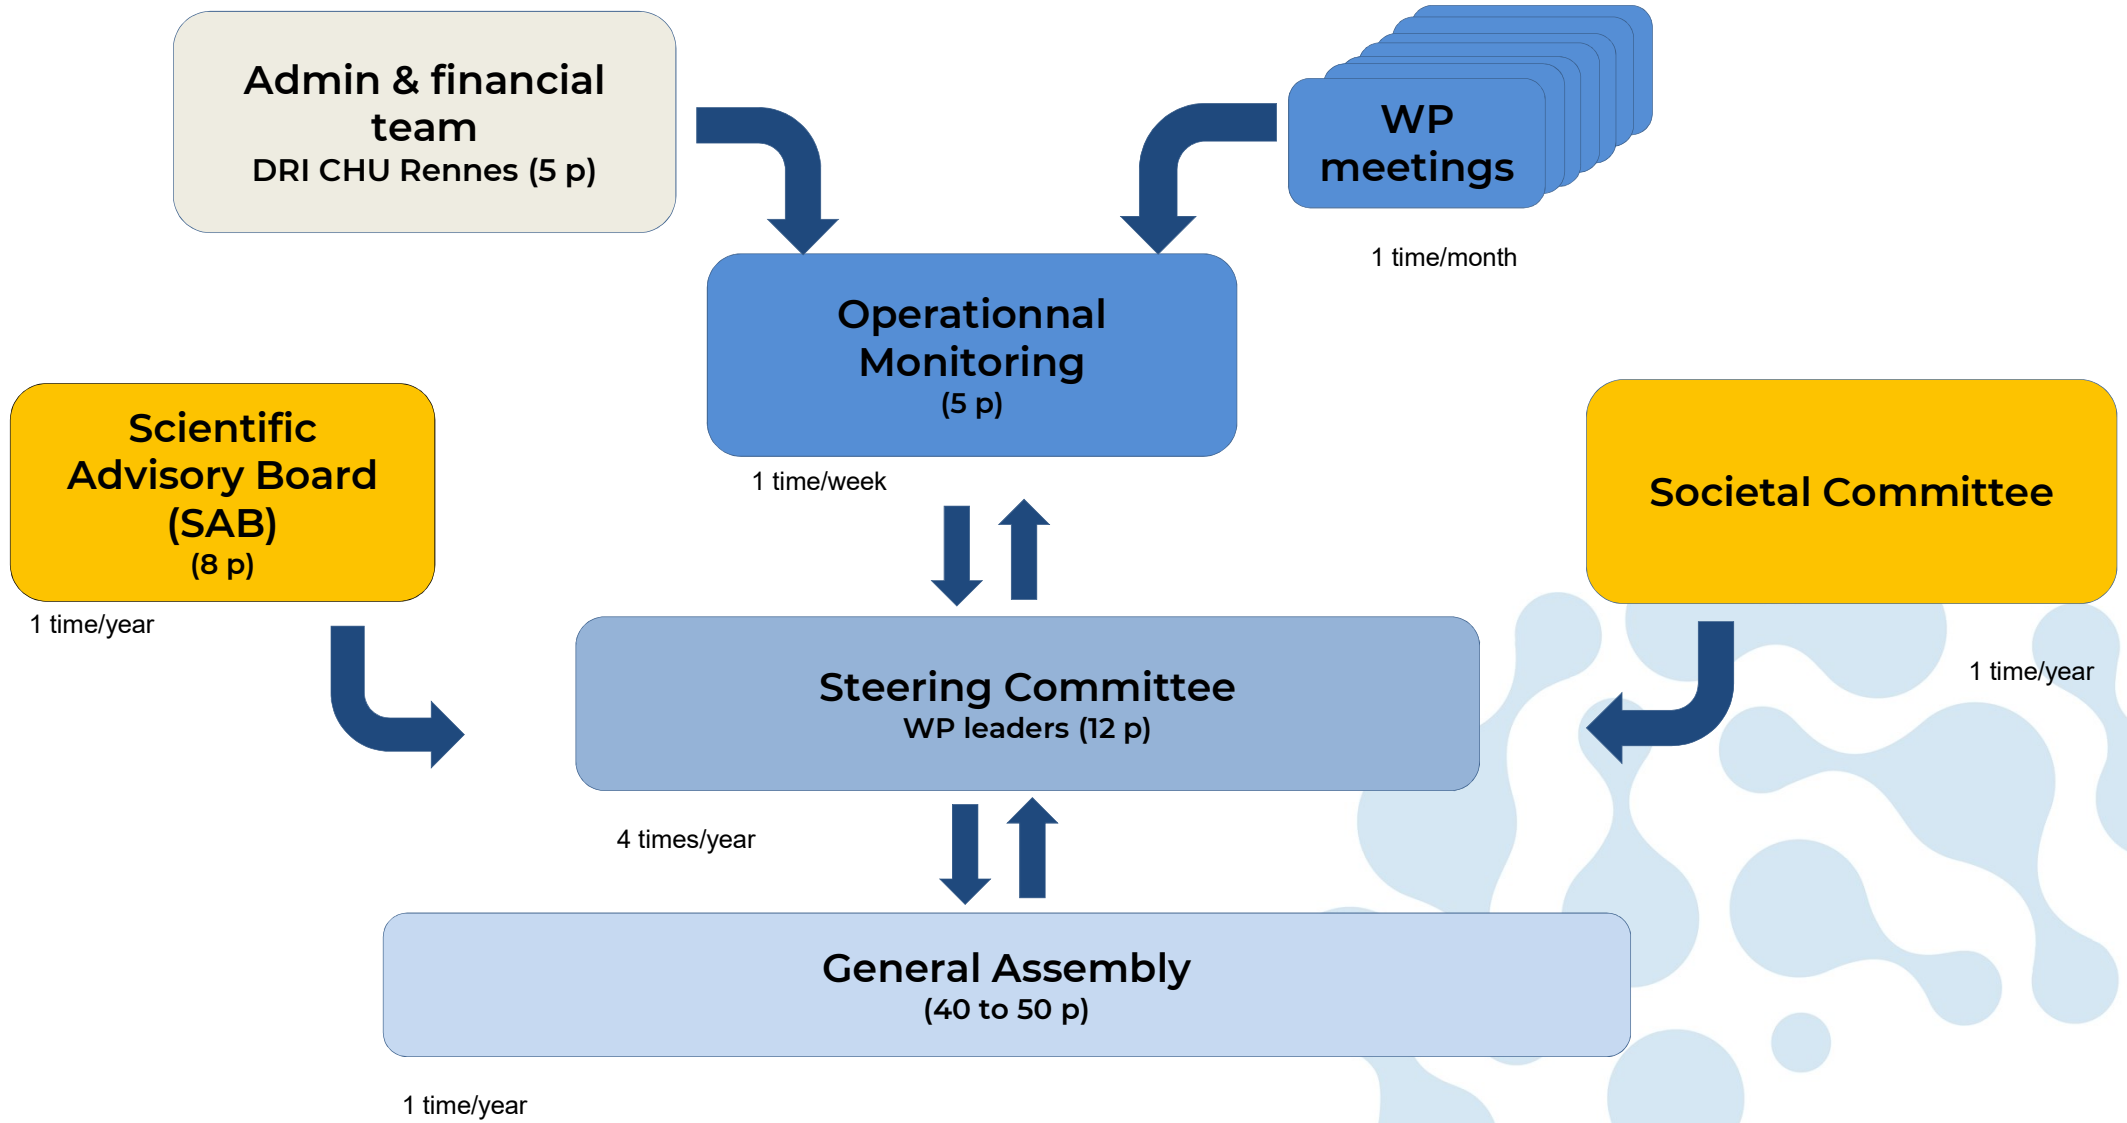 Admin & financial
team
DRI CHU Rennes (5 p)
WP
meetings
1 time/month
Operationnal
Monitoring
(5 p)
1 time/week
Scientific
Advisory Board
(SAB)
(8 p)
1 time/year
Societal Committee
1 time/year
Steering Committee
WP leaders (12 p)
4 times/year
General Assembly
(40 to 50 p)
1 time/year